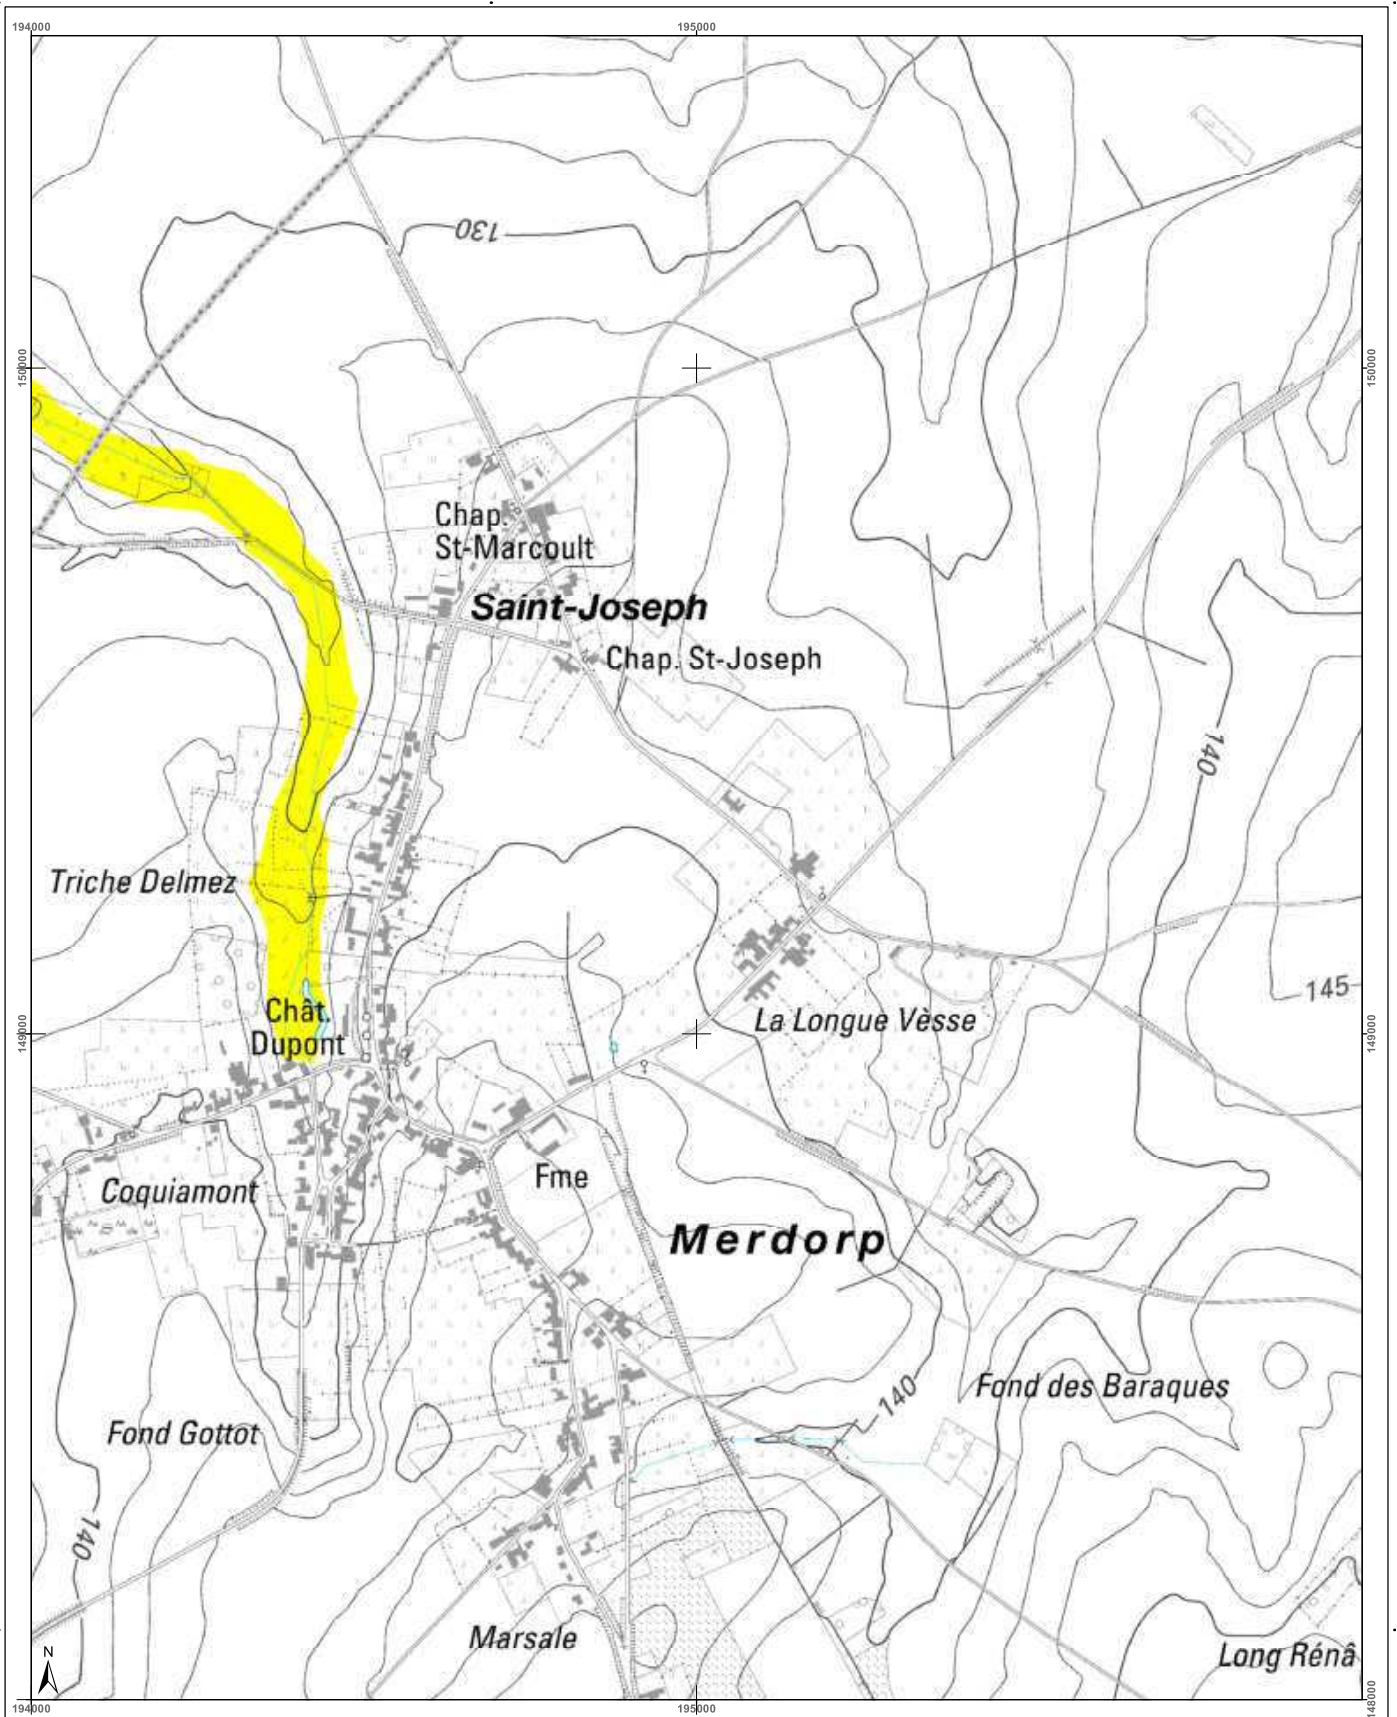 194000
195000
130
150000
150000
Chap.
St-Marcoult
Saint-Joseph
Chap. St-Joseph
140
Triche Delmez
145
Chât.
Dupont
La Longue Vèsse
149000
149000
Fme
Coquiamont
Merdorp
Fond des Baraques
140
Fond Gottot
140
Marsale
Long Rénâ
N
194000
195000
148000